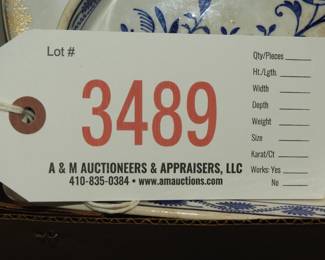 Lot #
3489
A & M AUCTIONEERS & APPRAISERS, LLC
410-835-0384 • www.amauctions.com
Qty/Pieces
Ht./Lgth.
Width
Depth
Weight
Size
Karat/Ct
Works: Yes
No